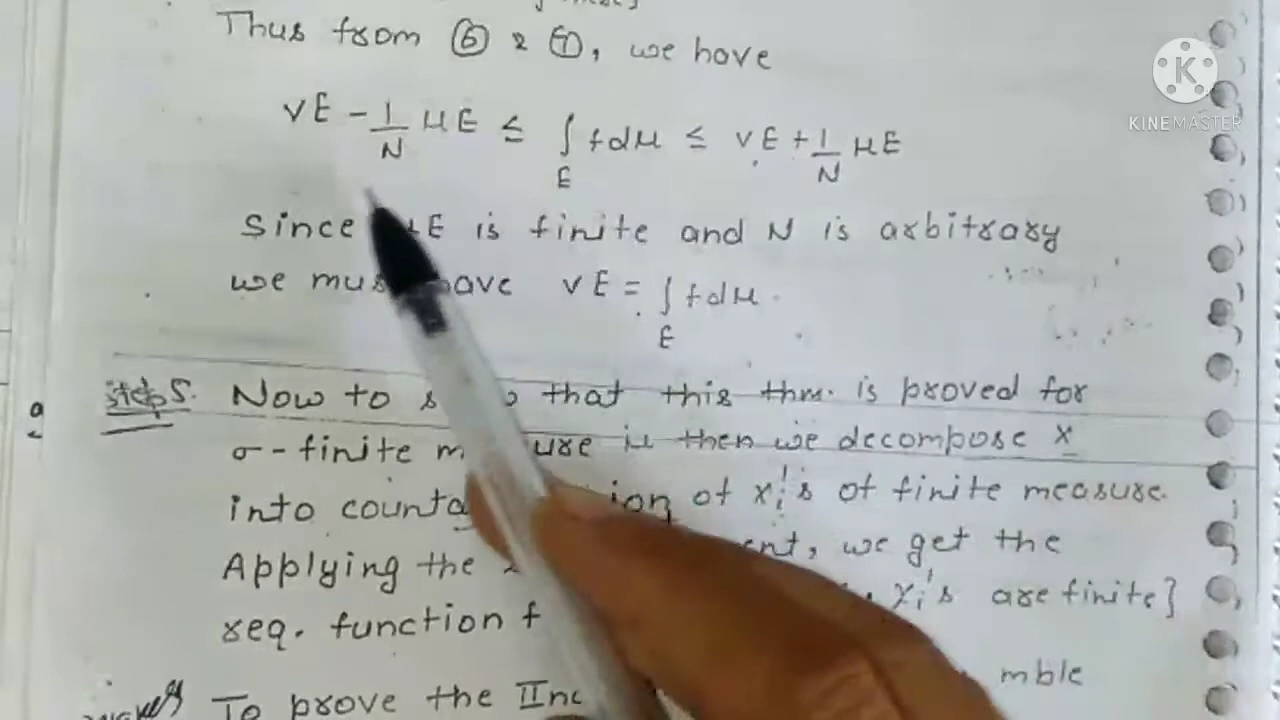 Thus from ⑥ & ⑦, we have
νE - 1/N μE ≤ ∫_E f dμ ≤ νE + 1/N μE
Since μE is finite and N is arbitrary
we must have νE = ∫_E f dμ.
Step 5. Now to that this thm. is proved for
σ-finite measure μ then we decompose X
into of Xi's of finite measure.
Applying the we get the
Xi's are finite]
req. function f
mble
To prove the IInd
K
KINEMASTER